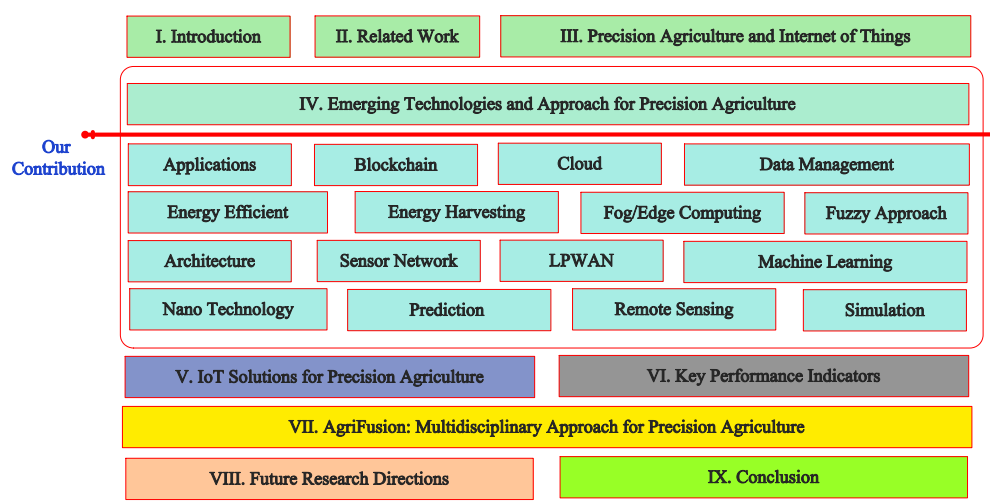 I. Introduction
II. Related Work
III. Precision Agriculture and Internet of Things
IV. Emerging Technologies and Approach for Precision Agriculture
Our
Contribution
Applications
Blockchain
Cloud
Data Management
Energy Efficient
Energy Harvesting
Fog/Edge Computing
Fuzzy Approach
Architecture
Sensor Network
LPWAN
Machine Learning
Nano Technology
Prediction
Remote Sensing
Simulation
V. IoT Solutions for Precision Agriculture
VI. Key Performance Indicators
VII. AgriFusion: Multidisciplinary Approach for Precision Agriculture
VIII. Future Research Directions
IX. Conclusion